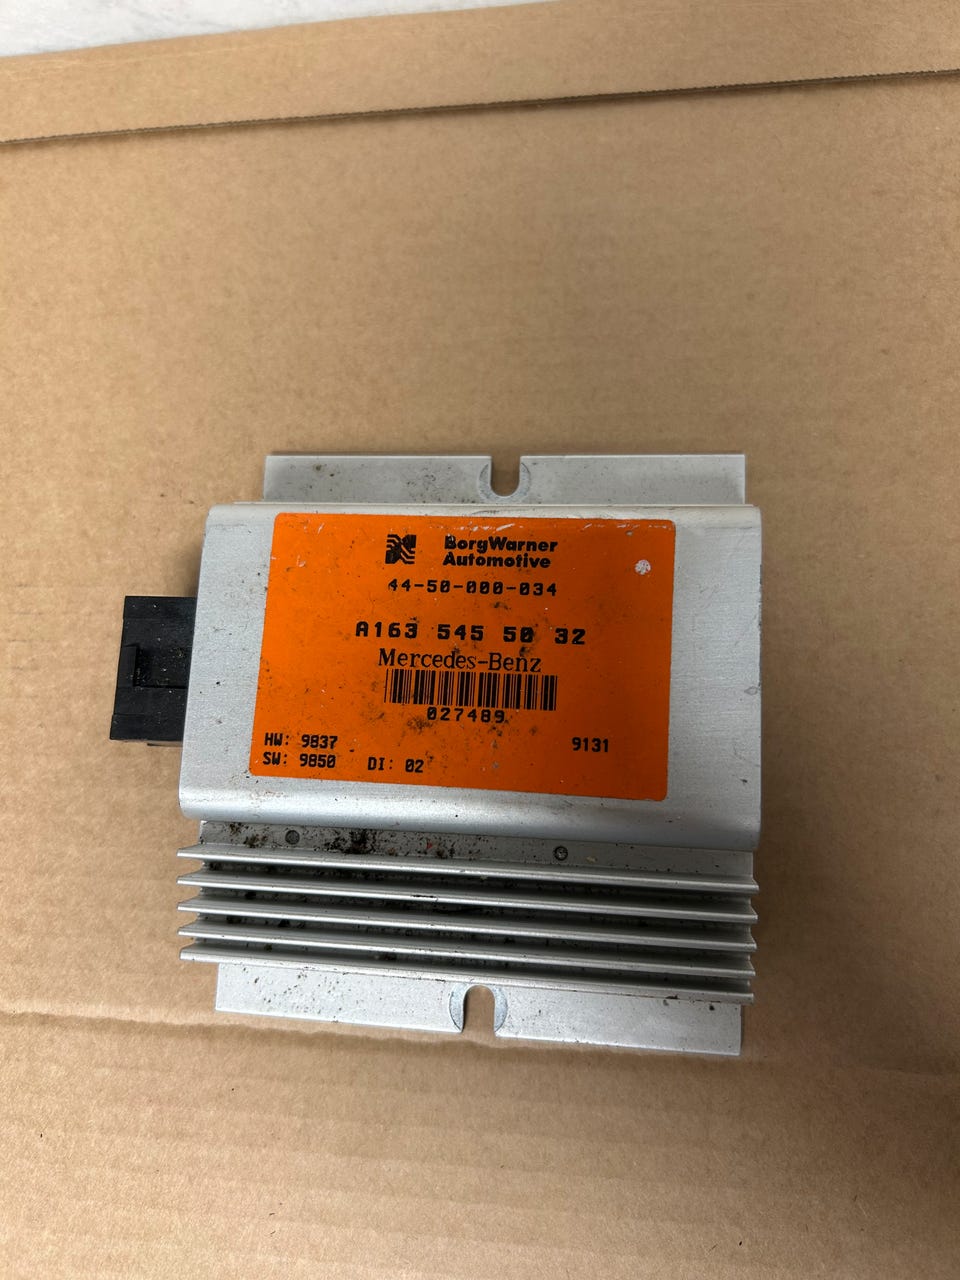 BorgWarner
Automotive
44-50-000-034
A163 545 50 32
Mercedes-Benz
027489
HW: 9837
9131
SW: 9850 DI: 02